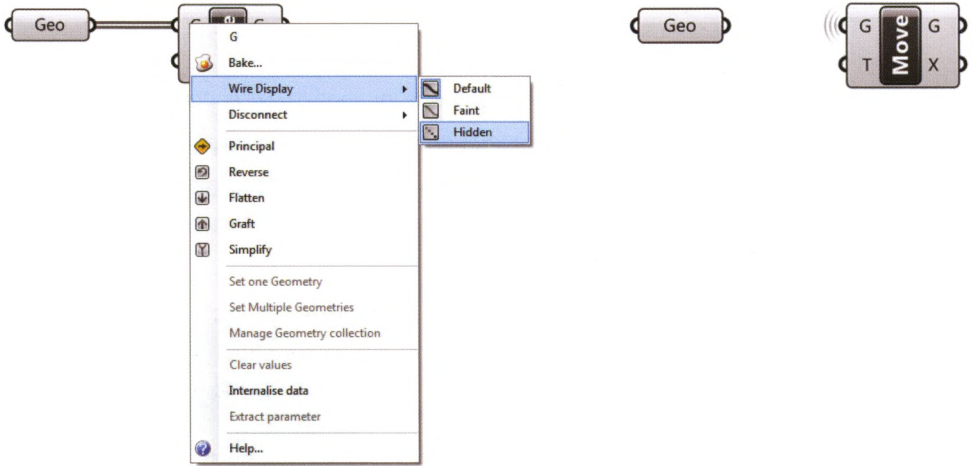 Geo
G
G
Bake...
Wire Display
Disconnect
Principal
Reverse
Flatten
Graft
Simplify
Set one Geometry
Set Multiple Geometries
Manage Geometry collection
Clear values
Internalise data
Extract parameter
Help...
Default
Faint
Hidden
Geo
G
T
Move
G
X